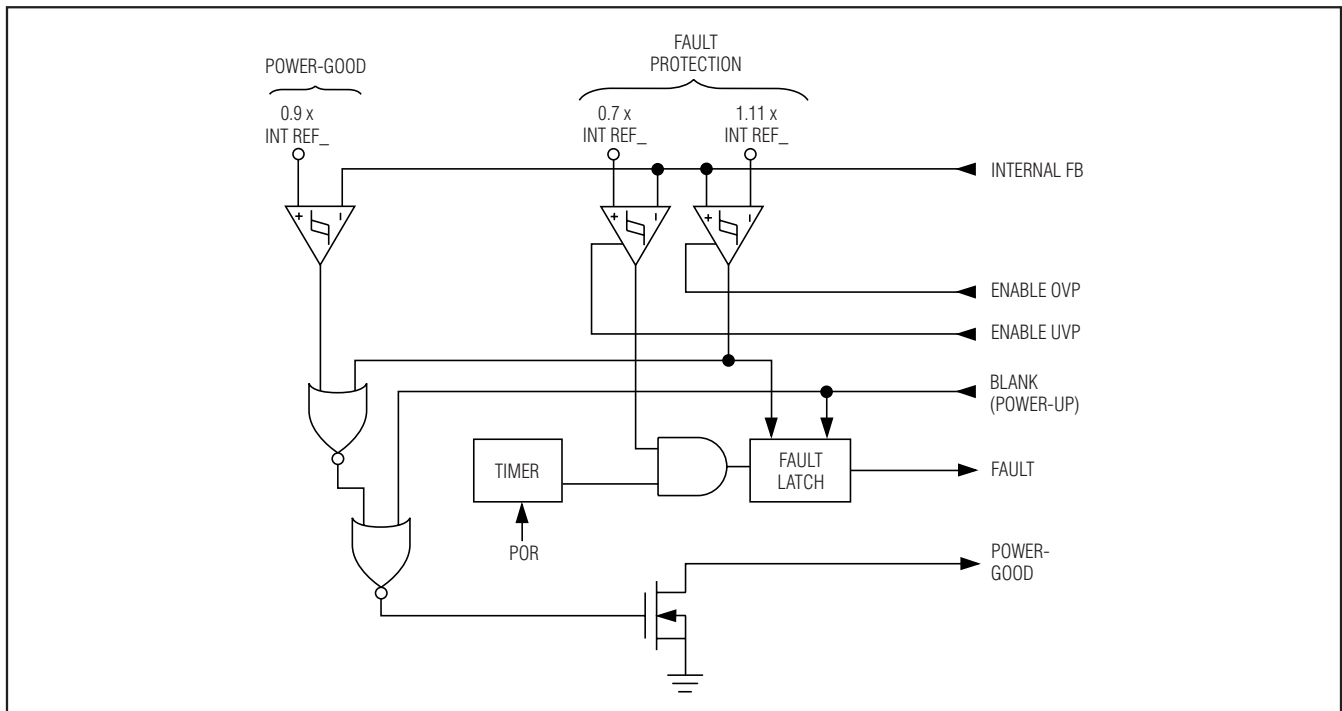 FAULT
PROTECTION
POWER-GOOD
0.9 x
INT REF_
0.7 x
INT REF_
1.11 x
INT REF_
INTERNAL FB
+ –
+ –
+ –
ENABLE OVP
ENABLE UVP
BLANK
(POWER-UP)
TIMER
FAULT
LATCH
FAULT
POR
POWER-
GOOD